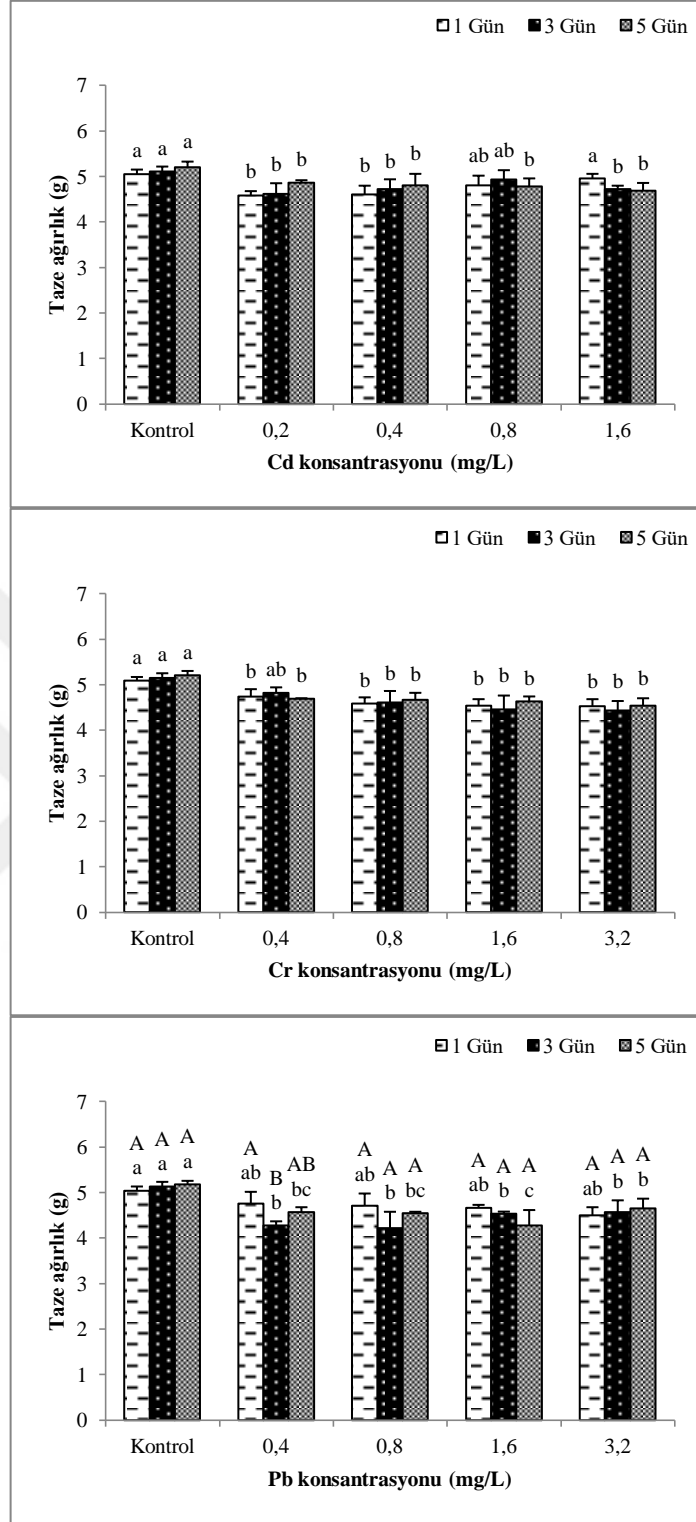 1 Gün 3 Gün 5 Gün
7
6
5
4
3
2
1
0
Taze ağırlık (g)
a a a b b b b b b ab ab b a b b
Kontrol 0,2 0,4 0,8 1,6
Cd konsantrasyonu (mg/L)
1 Gün 3 Gün 5 Gün
7
6
5
4
3
2
1
0
Taze ağırlık (g)
a a a b ab b b b b b b b b b b
Kontrol 0,4 0,8 1,6 3,2
Cr konsantrasyonu (mg/L)
1 Gün 3 Gün 5 Gün
7
6
5
4
3
2
1
0
Taze ağırlık (g)
A A A A B AB A A A A A A A A A
a a a ab b bc ab b bc ab b c ab b b
Kontrol 0,4 0,8 1,6 3,2
Pb konsantrasyonu (mg/L)